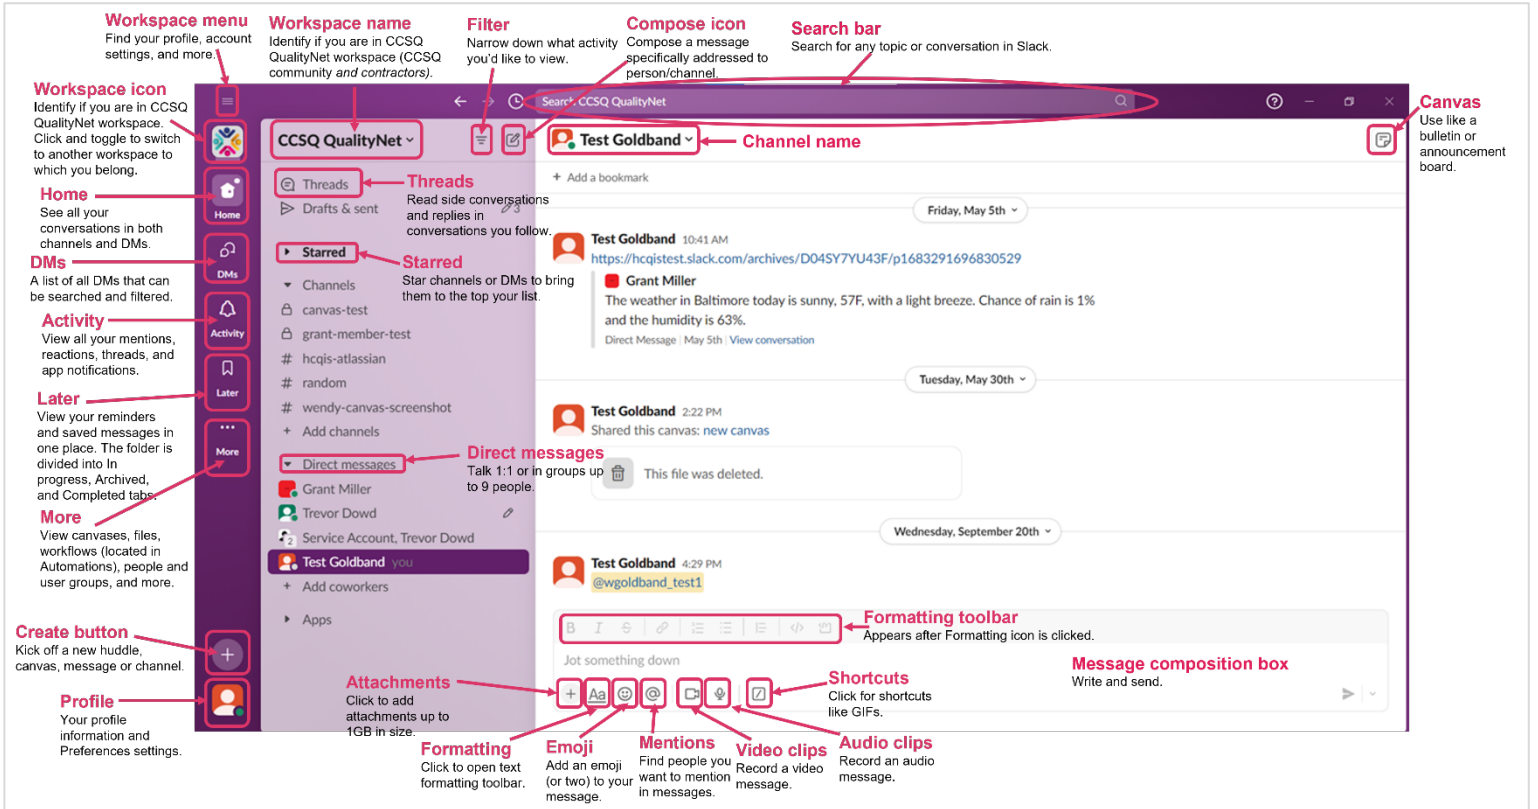 Workspace menu
Find your profile, account
settings, and more.
Workspace name
Identify if you are in CCSQ
QualityNet workspace (CCSQ
community and contractors).
Filter
Narrow down what activity
you'd like to view.
Compose icon
Compose a message
specifically addressed to
person/channel.
Search bar
Search for any topic or conversation in Slack.
Workspace icon
Identify if you are in CCSQ
QualityNet workspace.
Click and toggle to switch
to another workspace to
which you belong.
Home
See all your
conversations in both
channels and DMs.
DMs
A list of all DMs that can
be searched and filtered.
Activity
View all your mentions,
reactions, threads, and
app notifications.
Later
View your reminders
and saved messages in
one place. The folder is
divided into In
progress, Archived,
and Completed tabs.
More
View canvases, files,
workflows (located in
Automations), people and
user groups, and more.
Create button
Kick off a new huddle,
canvas, message or channel.
Profile
Your profile
information and
Preferences settings.
Home
DMs
Activity
Later
More
Search CCSQ QualityNet
CCSQ QualityNet
Threads
Drafts & sent
3
Starred
Channels
canvas-test
grant-member-test
# hcqis-atlassian
# random
# wendy-canvas-screenshot
+ Add channels
Direct messages
Grant Miller
Trevor Dowd
2 Service Account, Trevor Dowd
Test Goldband you
+ Add coworkers
Apps
Threads
Read side conversations
and replies in
conversations you follow.
Starred
Star channels or DMs to bring
them to the top your list.
Direct messages
Talk 1:1 or in groups up
to 9 people.
Test Goldband
Channel name
Canvas
Use like a
bulletin or
announcement
board.
+ Add a bookmark
Friday, May 5th
Test Goldband 10:41 AM
https://hcqistest.slack.com/archives/D04SY7YU43F/p1683291696830529
Grant Miller
The weather in Baltimore today is sunny, 57F, with a light breeze. Chance of rain is 1%
and the humidity is 63%.
Direct Message | May 5th | View conversation
Tuesday, May 30th
Test Goldband 2:22 PM
Shared this canvas: new canvas
This file was deleted.
Wednesday, September 20th
Test Goldband 4:29 PM
@wgoldband_test1
B I S
Formatting toolbar
Appears after Formatting icon is clicked.
Jot something down
Message composition box
Write and send.
+ Aa @
Shortcuts
Click for shortcuts
like GIFs.
Attachments
Click to add
attachments up to
1GB in size.
Formatting
Click to open text
formatting toolbar.
Emoji
Add an emoji
(or two) to your
message.
Mentions
Find people you
want to mention
in messages.
Video clips
Record a video
message.
Audio clips
Record an audio
message.